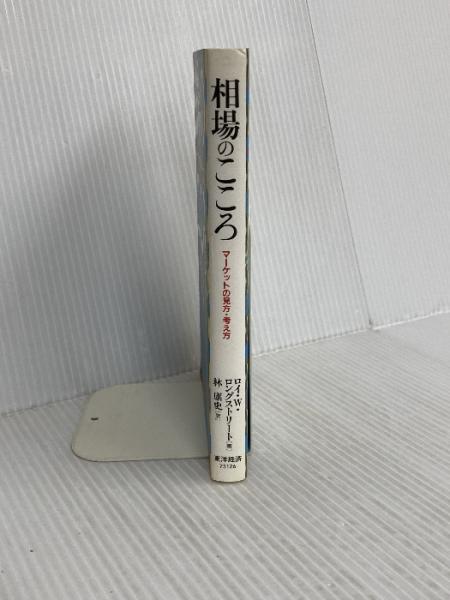 相場のこころ
マーケットの見方・考え方
ロイ・W・
ロングストリート[著]
林 康史[訳]
東洋経済
73126